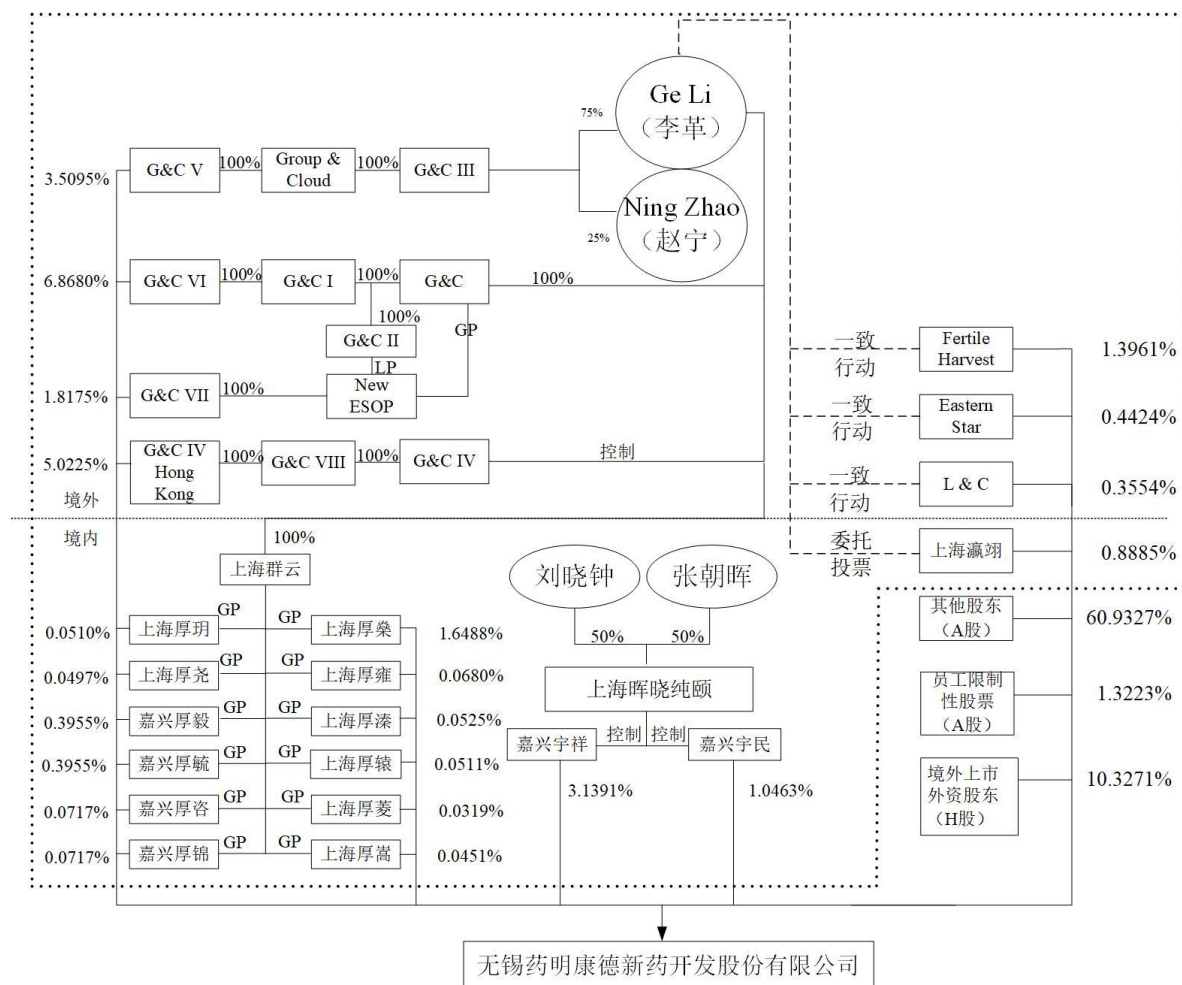 Ge Li
（李革）
75%
G&C V
100%
Group &
Cloud
100%
G&C III
3.5095%
Ning Zhao
（赵宁）
25%
6.8680%
G&C VI
100%
G&C I
100%
G&C
100%
100%
GP
G&C II
LP
1.8175%
G&C VII
100%
New
ESOP
5.0225%
G&C IV
Hong
Kong
100%
G&C VIII
100%
G&C IV
控制
一致
行动
Fertile
Harvest
1.3961%
一致
行动
Eastern
Star
0.4424%
一致
行动
L & C
0.3554%
境外
境内
委托
投票
上海瀛翊
0.8885%
100%
上海群云
刘晓钟
张朝晖
50%
50%
上海晖晓纯颐
控制
控制
嘉兴宇祥
嘉兴宇民
3.1391%
1.0463%
0.0510%
上海厚玥
GP
GP
上海厚燊
1.6488%
0.0497%
上海厚尧
GP
GP
上海厚雍
0.0680%
0.3955%
嘉兴厚毅
GP
GP
上海厚溱
0.0525%
0.3955%
嘉兴厚毓
GP
GP
上海厚辕
0.0511%
0.0717%
嘉兴厚咨
GP
GP
上海厚菱
0.0319%
0.0717%
嘉兴厚锦
GP
GP
上海厚嵩
0.0451%
其他股东
（A股）
60.9327%
员工限制
性股票
（A股）
1.3223%
境外上市
外资股东
（H股）
10.3271%
无锡药明康德新药开发股份有限公司